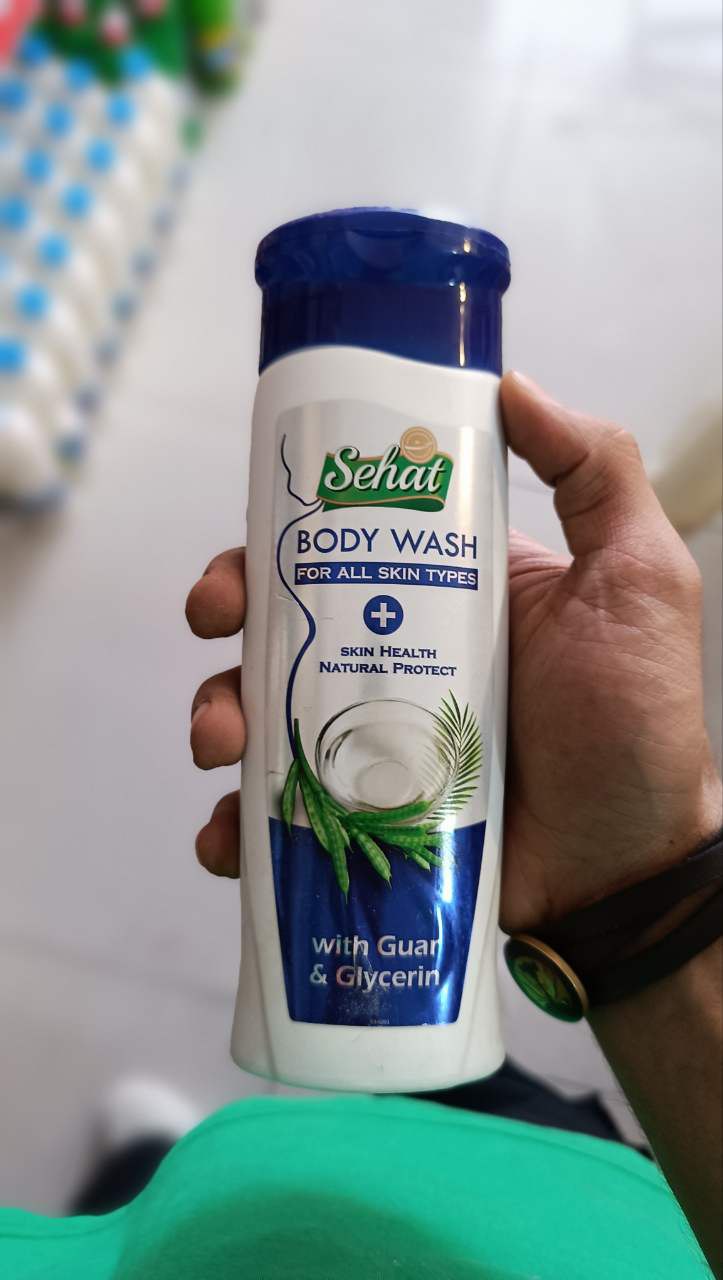 Sehat
BODY WASH
FOR ALL SKIN TYPES
SKIN HEALTH
NATURAL PROTECT
with Guar
& Glycerin